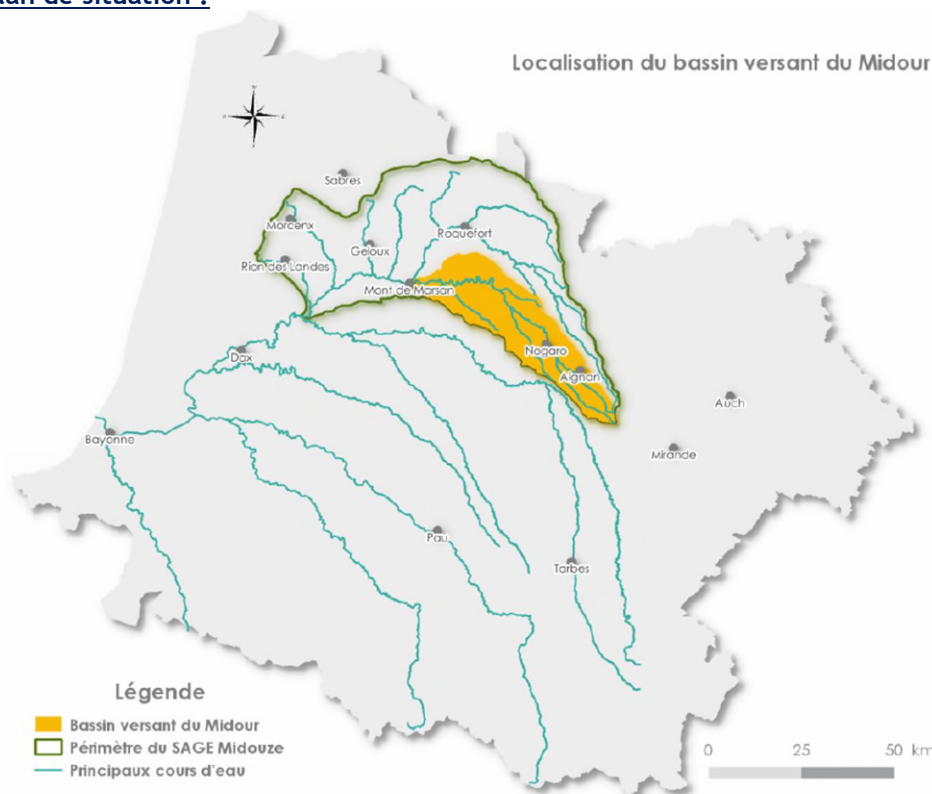 Localisation du bassin versant du Midour
Sabres
Morcenx
Roquefort
Geloux
Rion des Landes
Mont de Marsan
Nogaro
Dax
Aignan
Auch
Bayonne
Mirande
Pau
Tarbes
Légende
Bassin versant du Midour
Périmètre du SAGE Midouze
Principaux cours d'eau
0 25 50 km